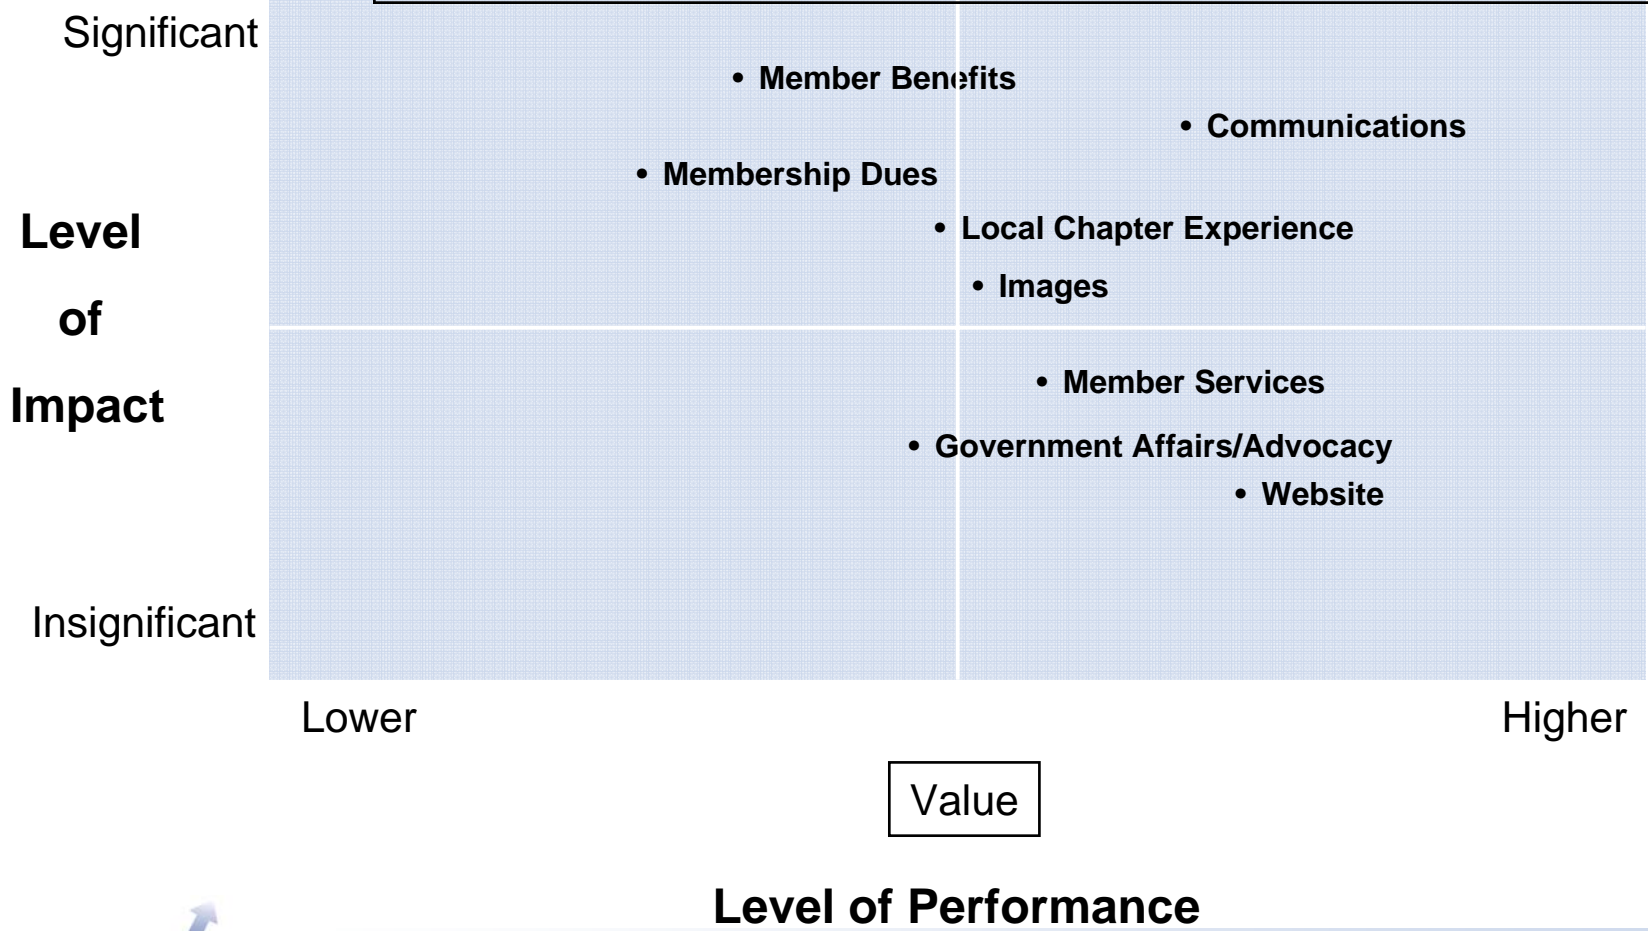 Significant
• Member Benefits
• Communications
• Membership Dues
Level
• Local Chapter Experience
• Images
of
• Member Services
Impact
• Government Affairs/Advocacy
• Website
Insignificant
Lower Higher
Value
Level of Performance